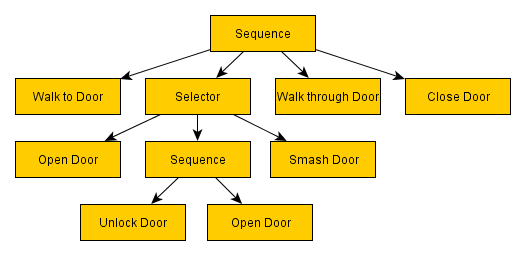 Sequence
Walk to Door
Selector
Walk through Door
Close Door
Open Door
Sequence
Smash Door
Unlock Door
Open Door